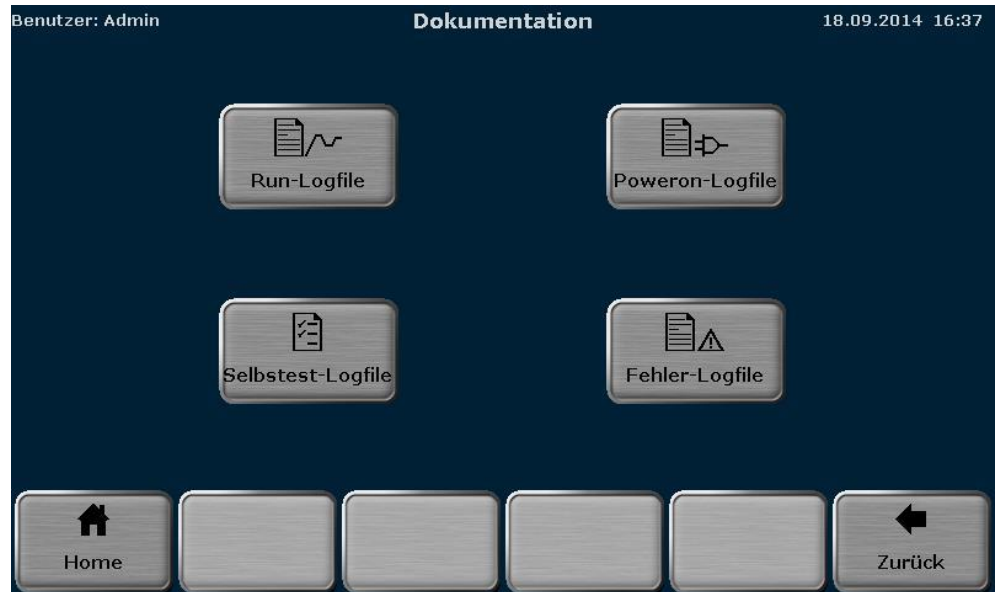 Benutzer: Admin
Dokumentation
18.09.2014 16:37
Run-Logfile
Poweron-Logfile
Selbstest-Logfile
Fehler-Logfile
Home
Zurück